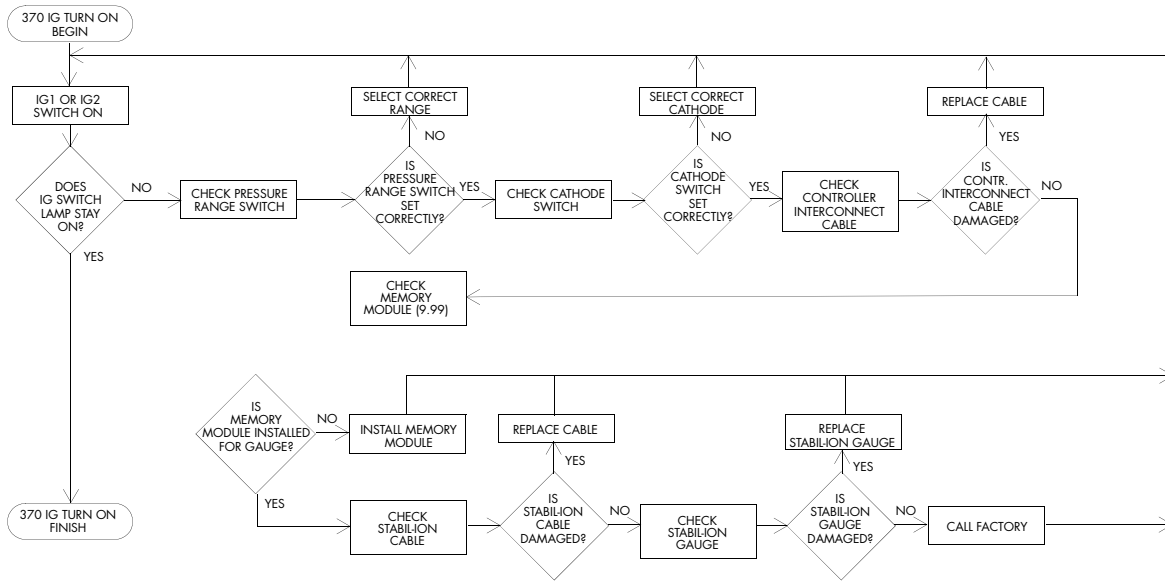 370 IG TURN ON
BEGIN
IG1 OR IG2
SWITCH ON
DOES
IG SWITCH
LAMP STAY
ON?
NO
YES
CHECK PRESSURE
RANGE SWITCH
SELECT CORRECT
RANGE
NO
IS
PRESSURE
RANGE SWITCH
SET
CORRECTLY?
YES
CHECK CATHODE
SWITCH
SELECT CORRECT
CATHODE
NO
IS
CATHODE
SWITCH
SET
CORRECTLY?
YES
CHECK
CONTROLLER
INTERCONNECT
CABLE
REPLACE CABLE
YES
IS
CONTR.
INTERCONNECT
CABLE
DAMAGED?
NO
CHECK
MEMORY
MODULE (9.99)
IS
MEMORY
MODULE INSTALLED
FOR GAUGE?
NO
INSTALL MEMORY
MODULE
YES
CHECK
STABIL-ION
CABLE
REPLACE CABLE
YES
IS
STABIL-ION
CABLE
DAMAGED?
NO
CHECK
STABIL-ION
GAUGE
REPLACE
STABIL-ION GAUGE
YES
IS
STABIL-ION
GAUGE
DAMAGED?
NO
CALL FACTORY
370 IG TURN ON
FINISH